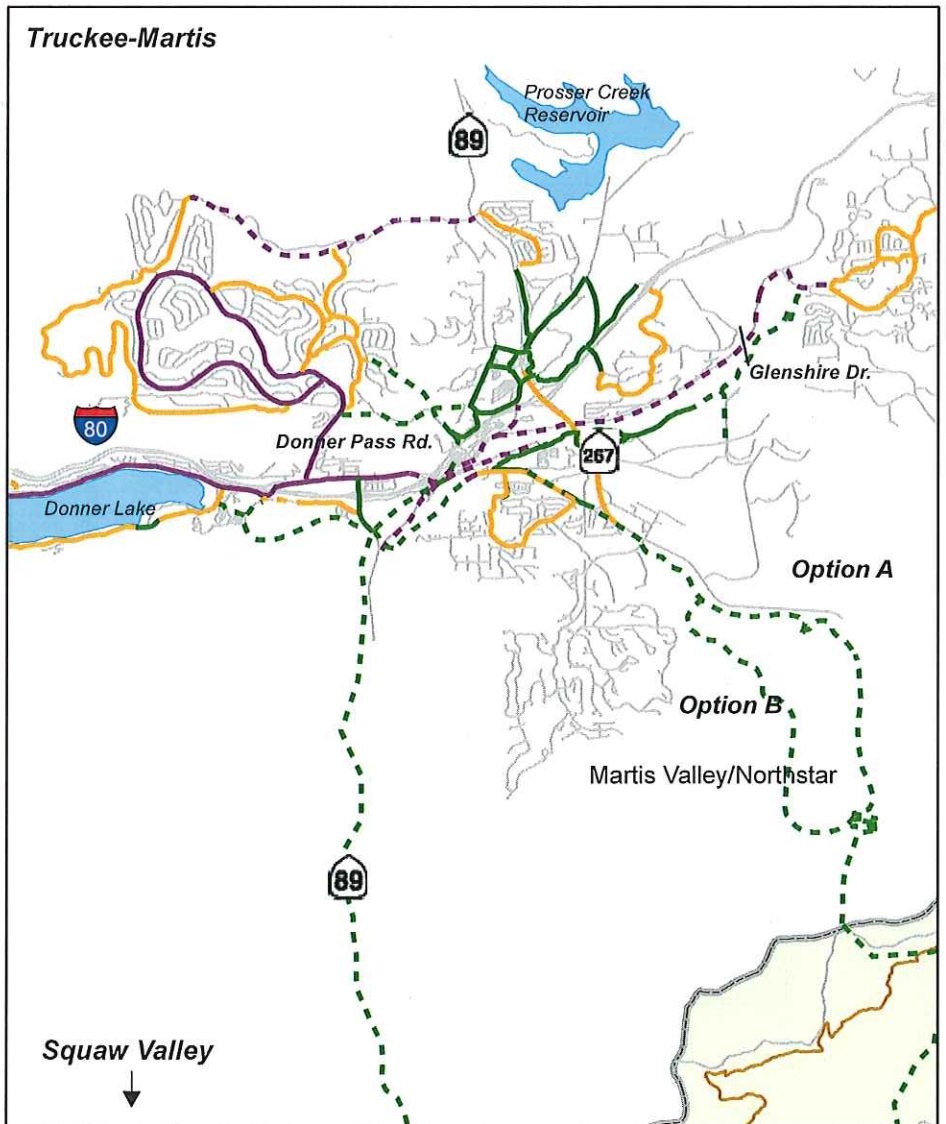 Truckee-Martis
Prosser Creek
Reservoir
89
Glenshire Dr.
80
Donner Pass Rd.
267
Donner Lake
Option A
Option B
Martis Valley/Northstar
89
Squaw Valley